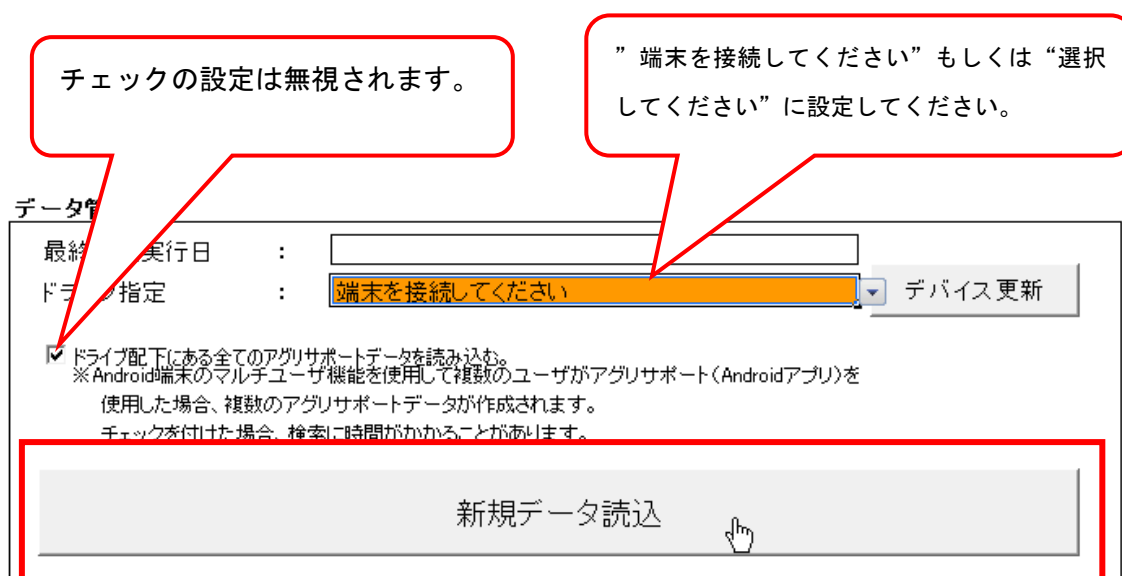 チェックの設定は無視されます。
”端末を接続してください”もしくは“選択
してください”に設定してください。
データ管
最終 実行日 :
ドラ 指定 : 端末を接続してください デバイス更新
ドライブ配下にある全てのアグリサポートデータを読み込む。
※Android端末のマルチユーザ機能を使用して複数のユーザがアグリサポート(Androidアプリ)を
使用した場合、複数のアグリサポートデータが作成されます。
チェックを付けた場合、検索に時間がかかることがあります。
新規データ読込